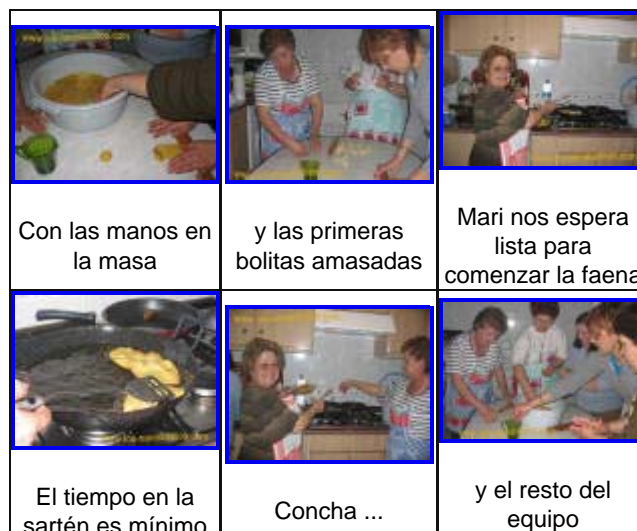 Con las manos en
la masa
y las primeras
bolitas amasadas
Mari nos espera
lista para
comenzar la faena
El tiempo en la
sartén es mínimo
Concha ...
y el resto del
equipo